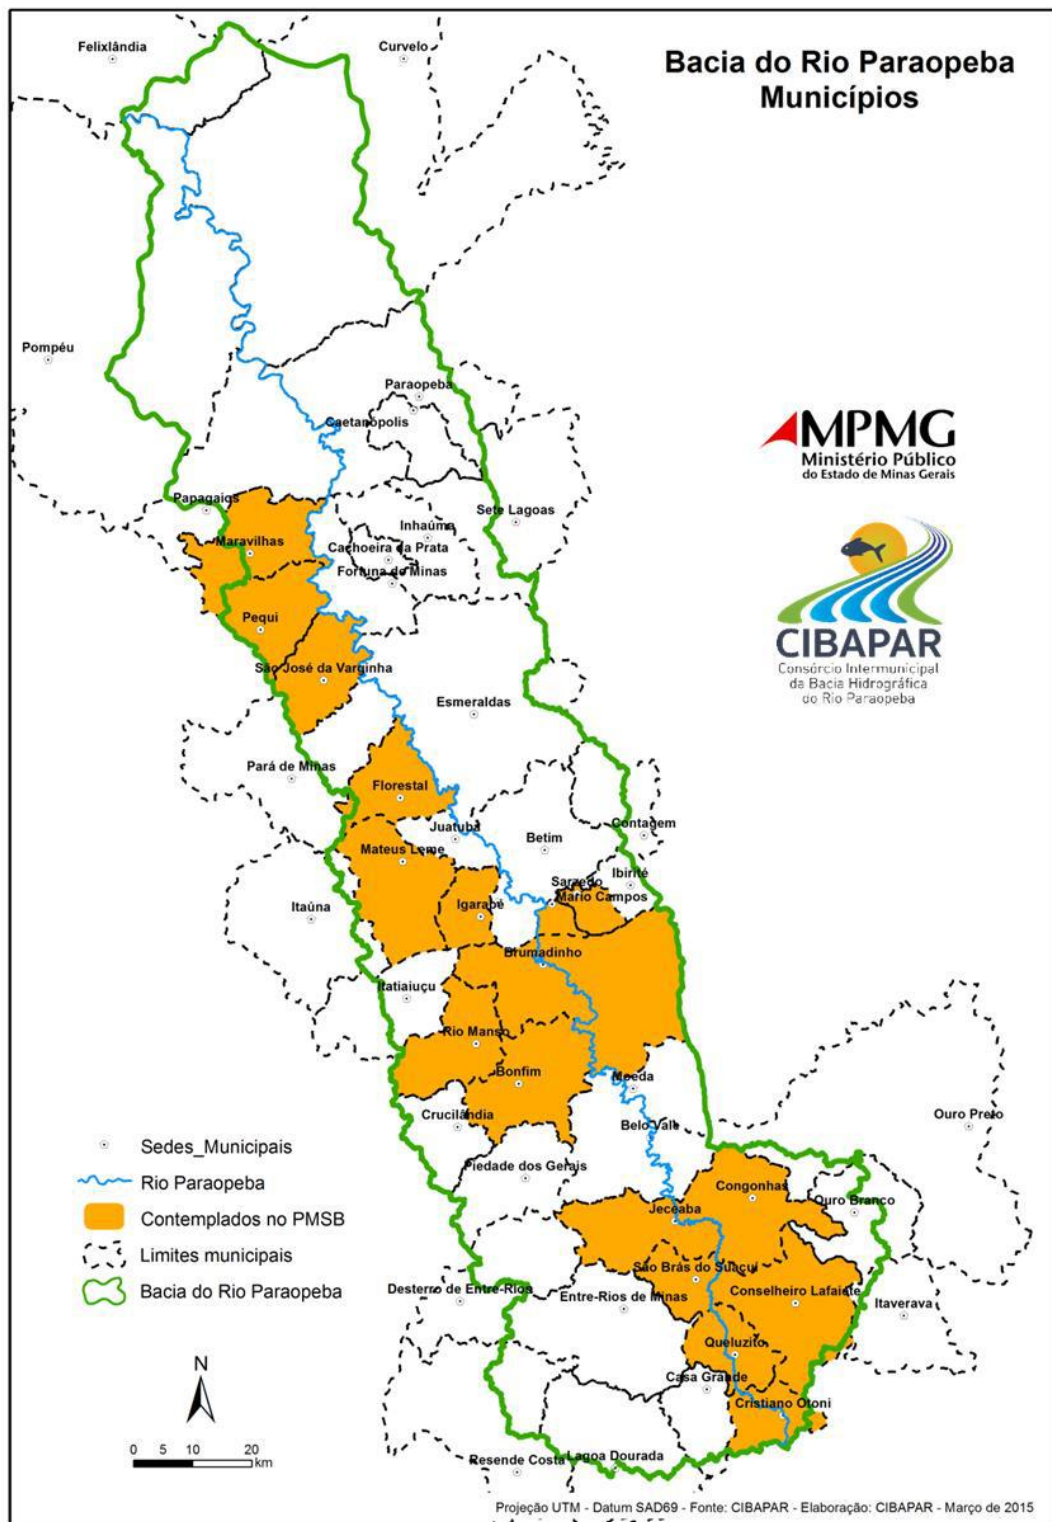 Felixlândia
Curvelo
Bacia do Rio Paraopeba
Municípios
Pompéu
Paraopeba
Caetanópolis
MPMG
Ministério Público
do Estado de Minas Gerais
Papagaios
Sete Lagoas
Inhaúma
Maravilhas
Cachoeira da Prata
Fortuna de Minas
Pequi
CIBAPAR
Consórcio Intermunicipal
da Bacia Hidrográfica
do Rio Paraopeba
São José da Varginha
Esmeraldas
Pará de Minas
Florestal
Juatuba
Contagem
Betim
Mateus Leme
Ibirité
Sarzedo
Mario Campos
Igarapé
Itaúna
Brumadinho
Itatiaiuçu
Rio Manso
Bonfim
Moeda
Crucilândia
Belo Vale
Ouro Preto
Sedes_Municipais
Piedade dos Gerais
Rio Paraopeba
Congonhas
Ouro Branco
Contemplados no PMSB
Jeceaba
Limites municipais
São Brás do Suaçuí
Bacia do Rio Paraopeba
Desterro de Entre-Rios
Entre-Rios de Minas
Conselheiro Lafaiete
Itaverava
Queluzito
N
Casa Grande
Cristiano Otoni
0 5 10 20
km
Resende Costa
Lagoa Dourada
Projeção UTM - Datum SAD69 - Fonte: CIBAPAR - Elaboração: CIBAPAR - Março de 2015